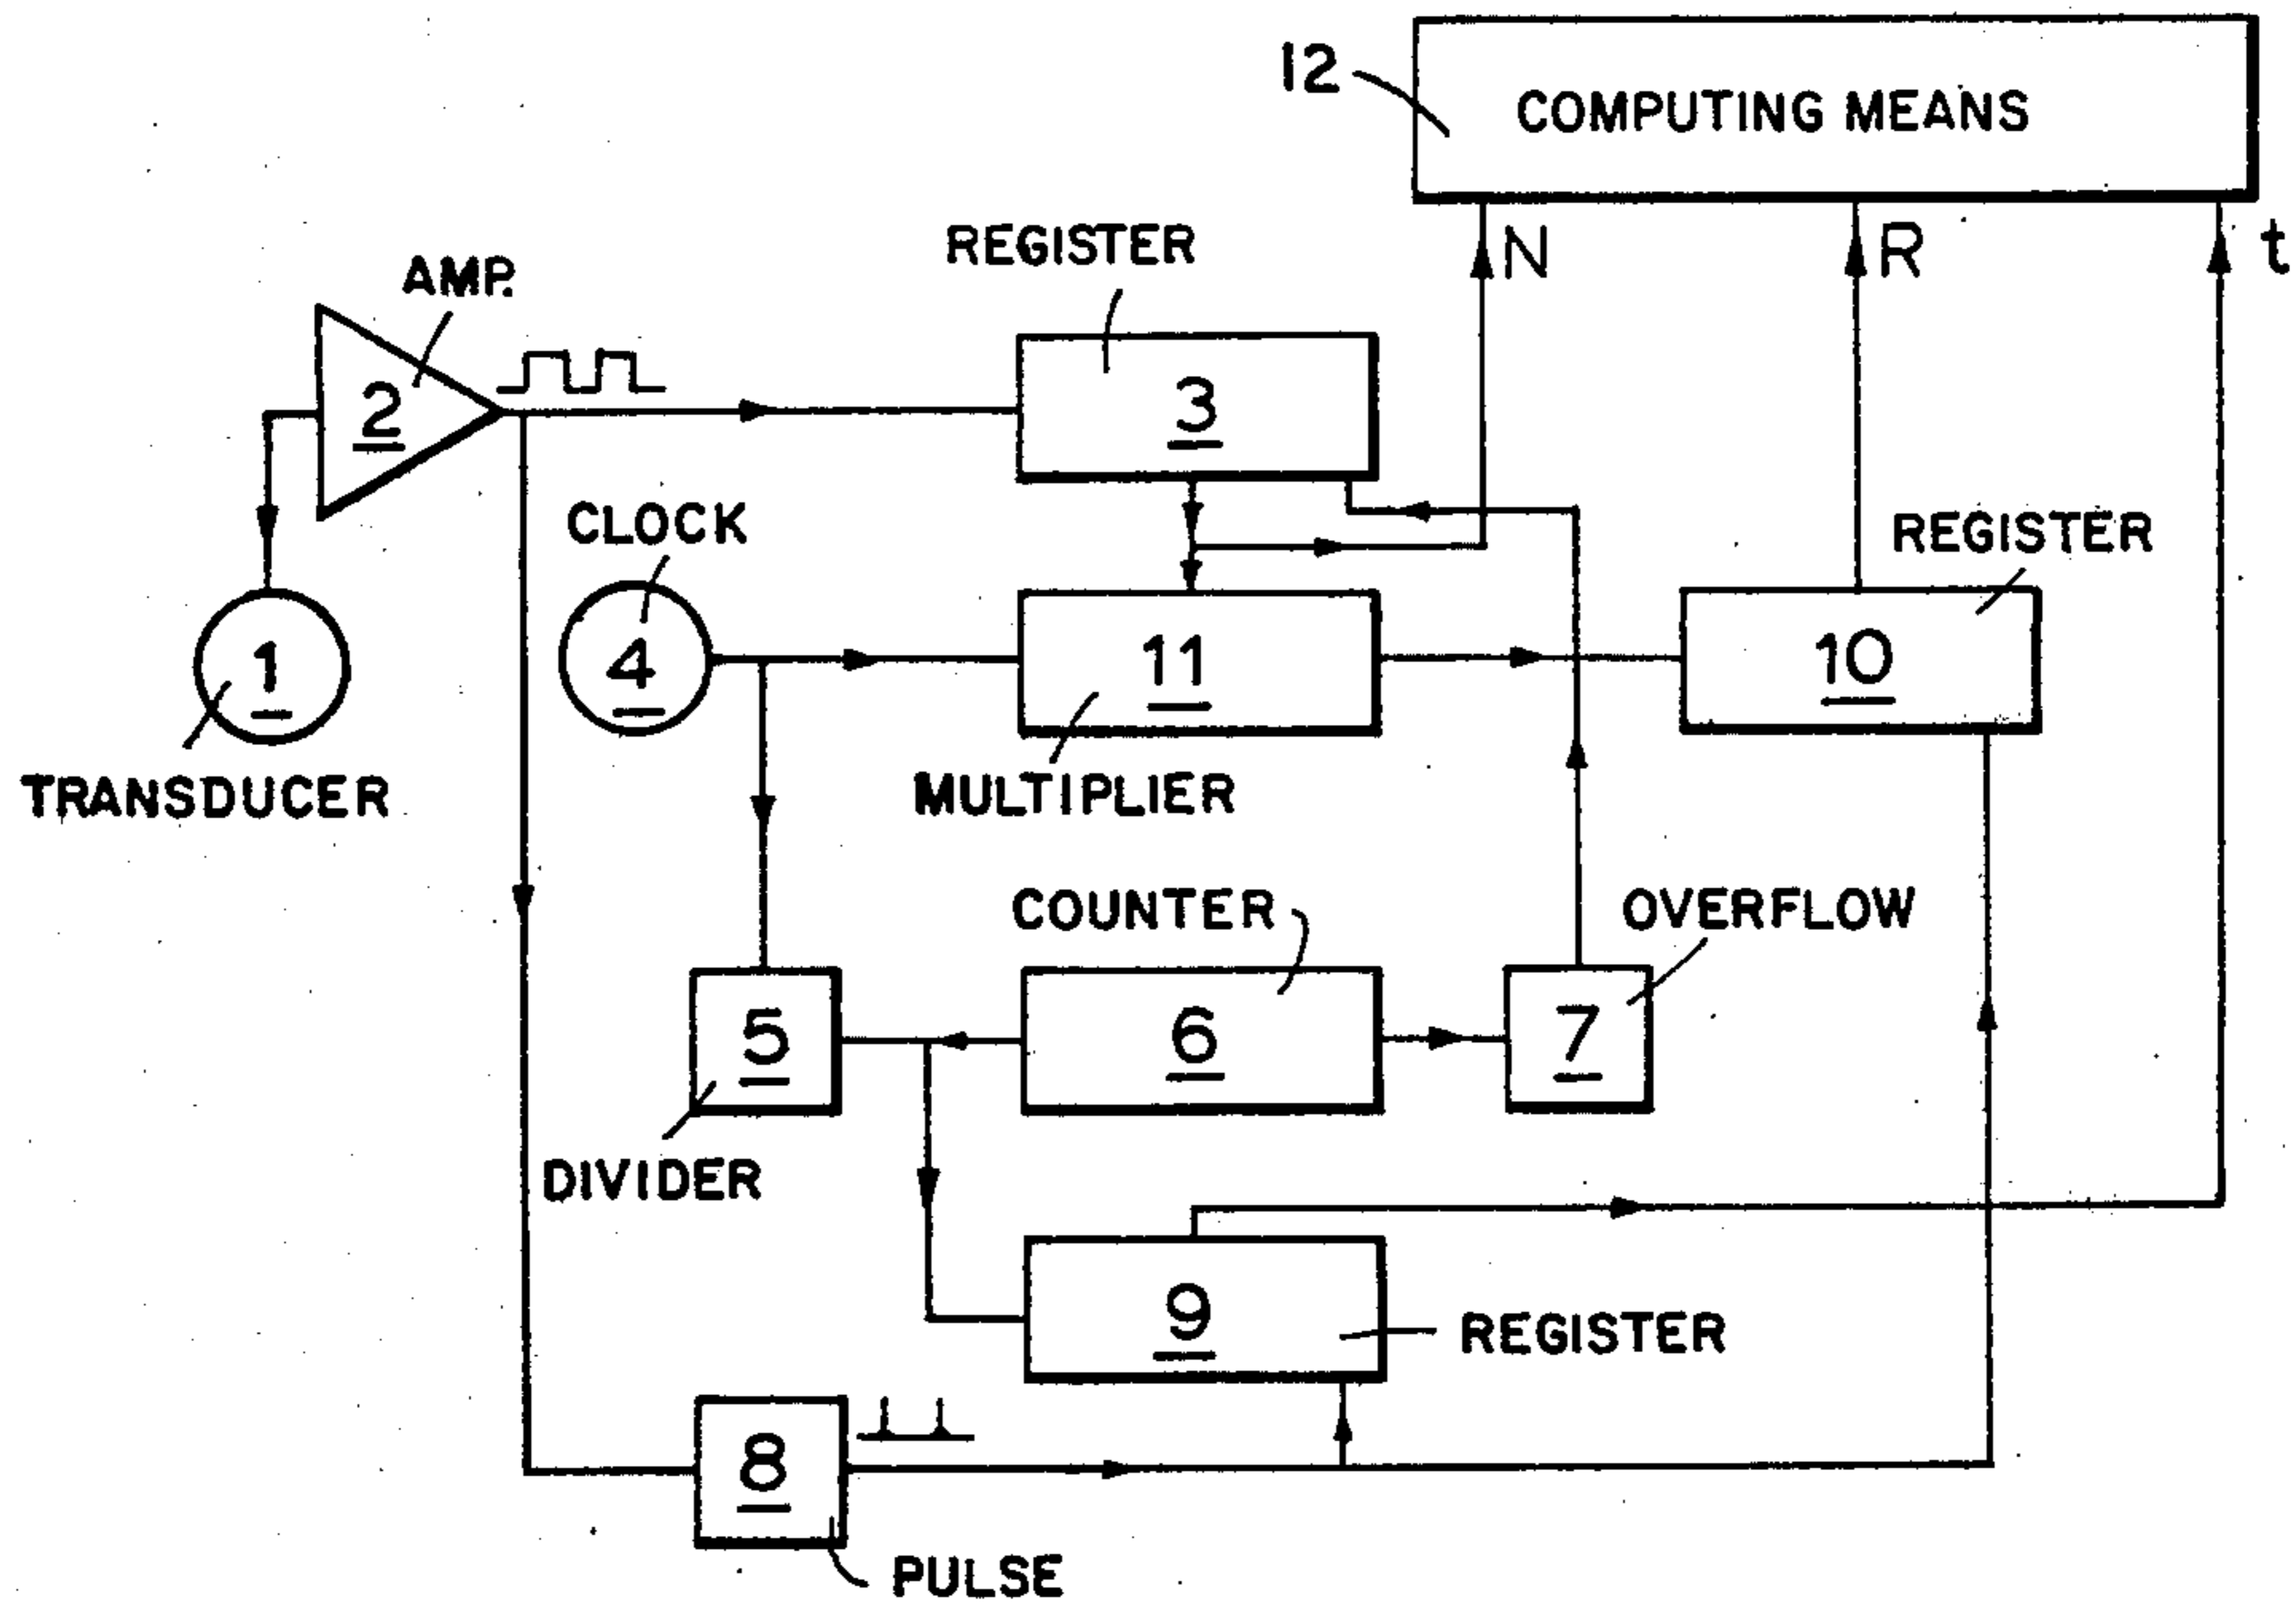 12
COMPUTING MEANS
N
R
t
REGISTER
AMP.
2
3
CLOCK
REGISTER
1
4
11
10
TRANSDUCER
MULTIPLIER
COUNTER
OVERFLOW
5
6
7
DIVIDER
9
REGISTER
8
PULSE